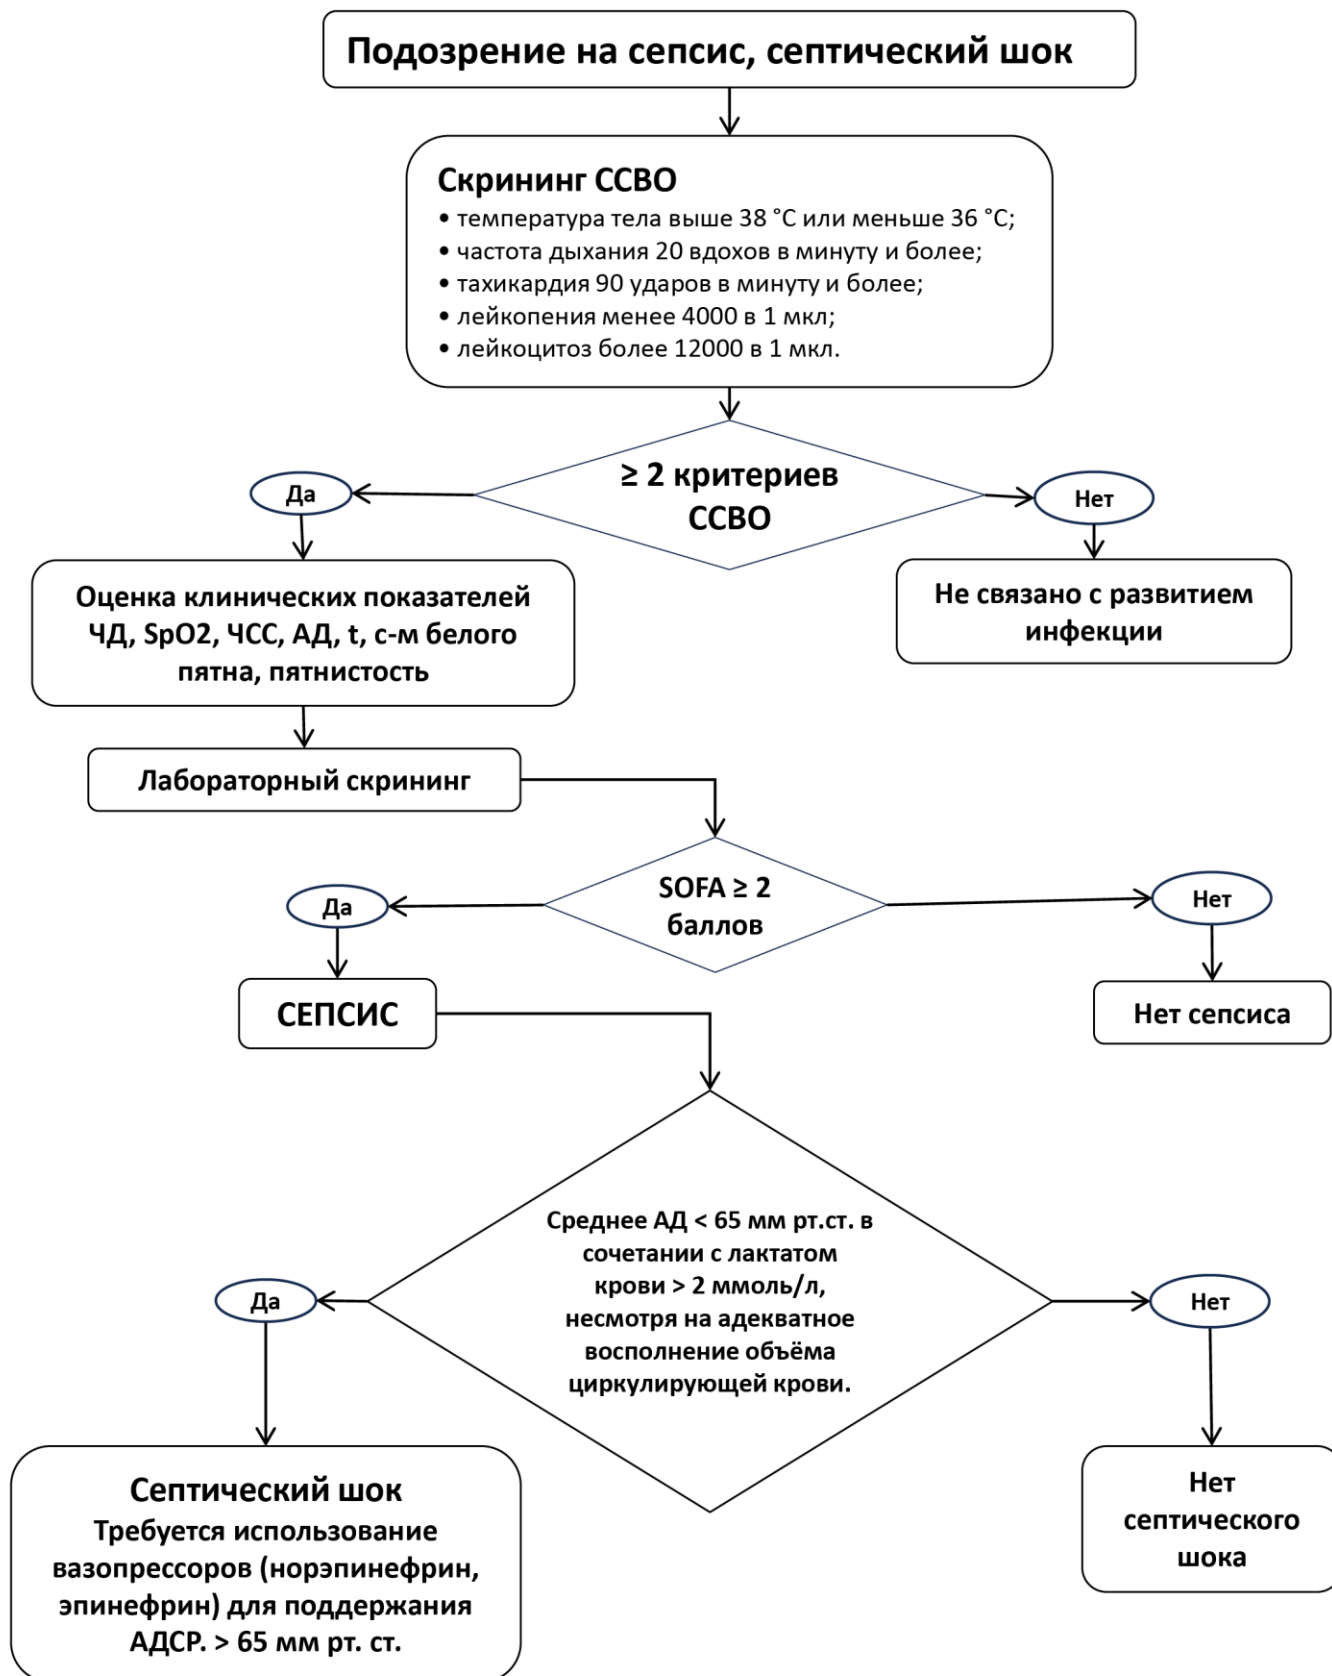 Подозрение на сепсис, септический шок
Скрининг ССВО
• температура тела выше 38 °C или меньше 36 °C;
• частота дыхания 20 вдохов в минуту и более;
• тахикардия 90 ударов в минуту и более;
• лейкопения менее 4000 в 1 мкл;
• лейкоцитоз более 12000 в 1 мкл.
≥ 2 критериев
ССВО
Да
Нет
Оценка клинических показателей
ЧД, SpO2, ЧСС, АД, t, с-м белого
пятна, пятнистость
Не связано с развитием
инфекции
Лабораторный скрининг
SOFA ≥ 2
баллов
Да
Нет
СЕПСИС
Нет сепсиса
Среднее АД < 65 мм рт.ст. в
сочетании с лактатом
крови > 2 ммоль/л,
несмотря на адекватное
восполнение объёма
циркулирующей крови.
Да
Нет
Септический шок
Требуется использование
вазопрессоров (норэпинефрин,
эпинефрин) для поддержания
АДСР. > 65 мм рт. ст.
Нет
септического
шока